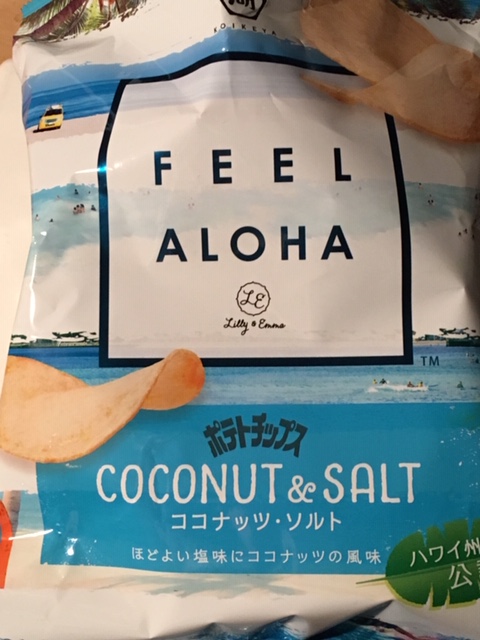 KOIKEYA
FEEL
ALOHA
LE
Lilly & Emma
TM
ポテトチップス
COCONUT & SALT
ココナッツ・ソルト
ほどよい塩味にココナッツの風味
ハワイ州
公